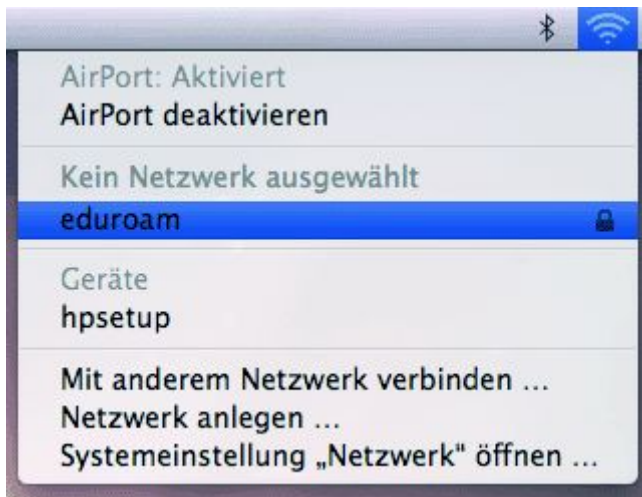 AirPort: Aktiviert
AirPort deaktivieren
Kein Netzwerk ausgewählt
eduroam
Geräte
hpsetup
Mit anderem Netzwerk verbinden ...
Netzwerk anlegen ...
Systemeinstellung „Netzwerk" öffnen ...